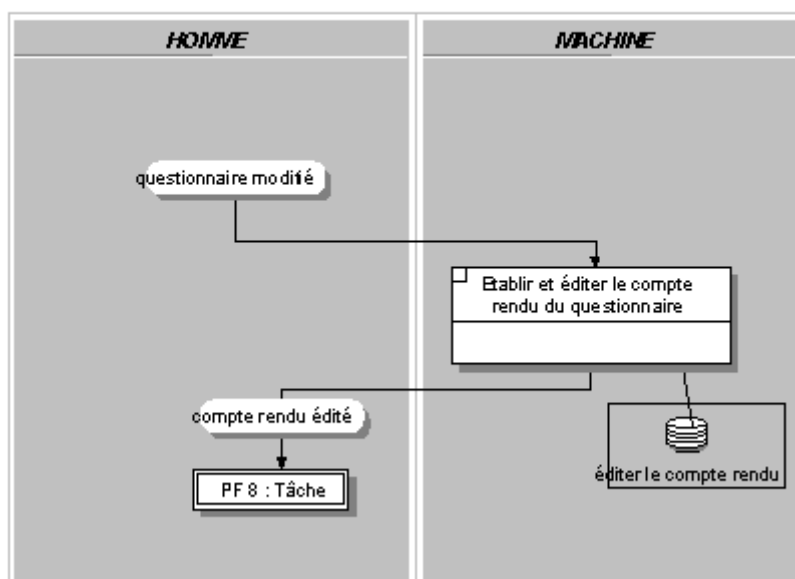 HOMME
MACHINE
questionnaire modifié
Etablir et éditer le compte
rendu du questionnaire
compte rendu édité
PF 8 : Tâche
éditer le compte rendu